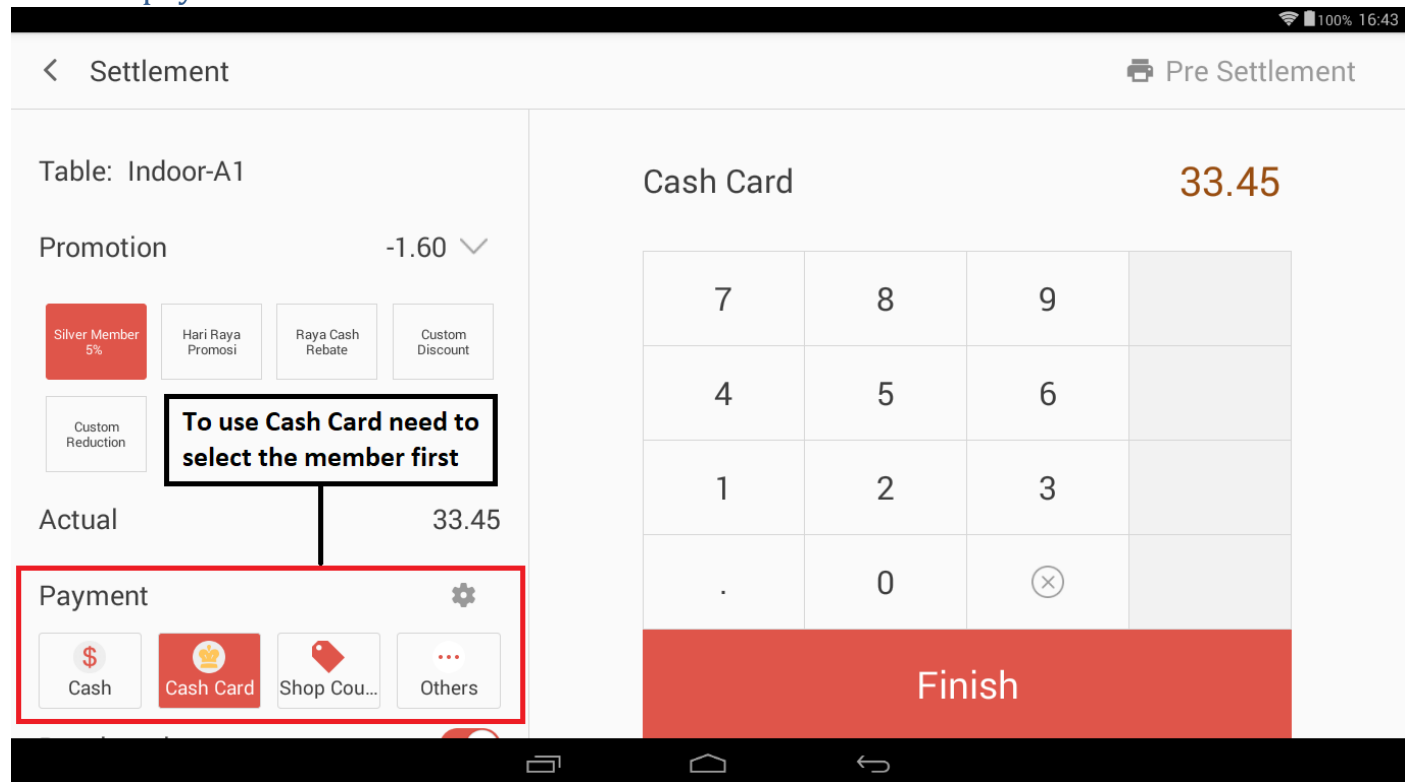 100% 16:43
Settlement
Pre Settlement
Table: Indoor-A1
Promotion -1.60
Silver Member
5%
Hari Raya
Promosi
Raya Cash
Rebate
Custom
Discount
Custom
Reduction
To use Cash Card need to
select the member first
Actual 33.45
Payment
$
Cash
Cash Card
Shop Cou...
Others
Cash Card 33.45
7 8 9
4 5 6
1 2 3
. 0
Finish